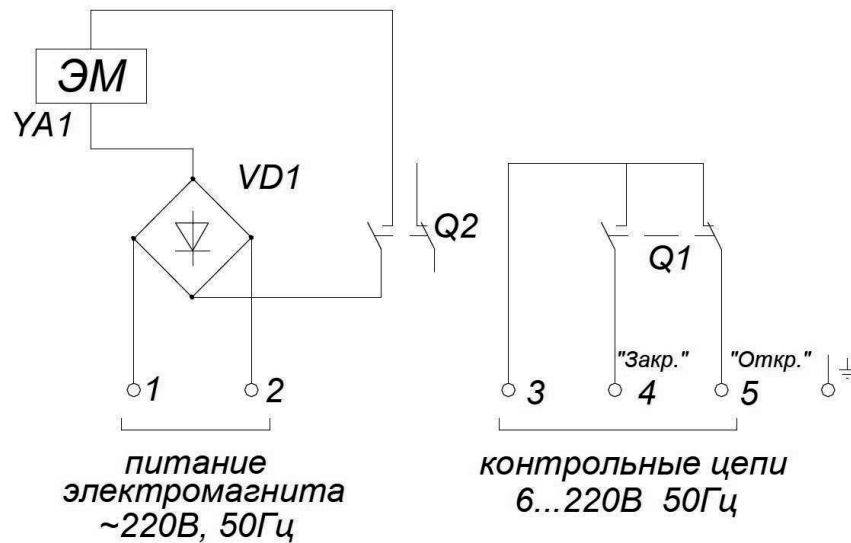 ЭМ
YA1
VD1
Q2
Q1
"Закр."
"Откр."
1
2
3
4
5
питание
электромагнита
~220В, 50Гц
контрольные цепи
6...220В 50Гц